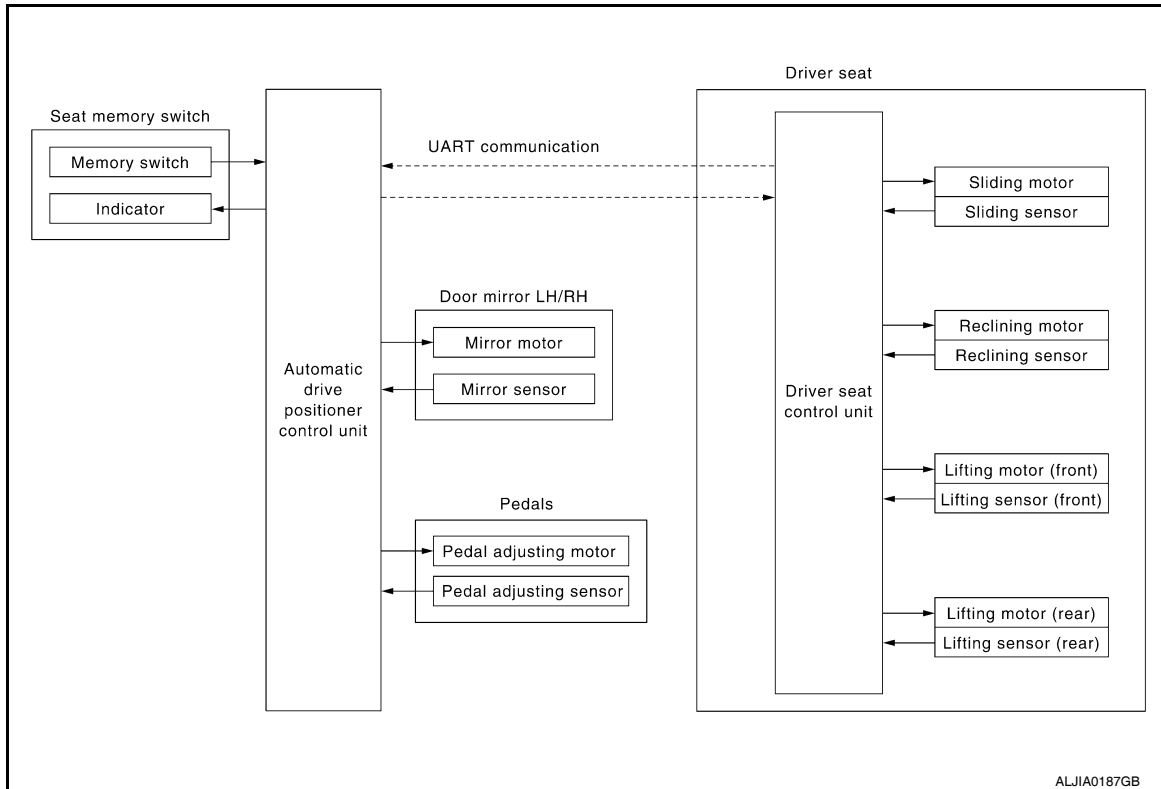 Driver seat
Seat memory switch
Memory switch
Indicator
UART communication
Sliding motor
Sliding sensor
Door mirror LH/RH
Mirror motor
Mirror sensor
Reclining motor
Reclining sensor
Automatic
drive
positioner
control unit
Driver seat
control unit
Lifting motor (front)
Lifting sensor (front)
Pedals
Pedal adjusting motor
Pedal adjusting sensor
Lifting motor (rear)
Lifting sensor (rear)
ALJIA0187GB